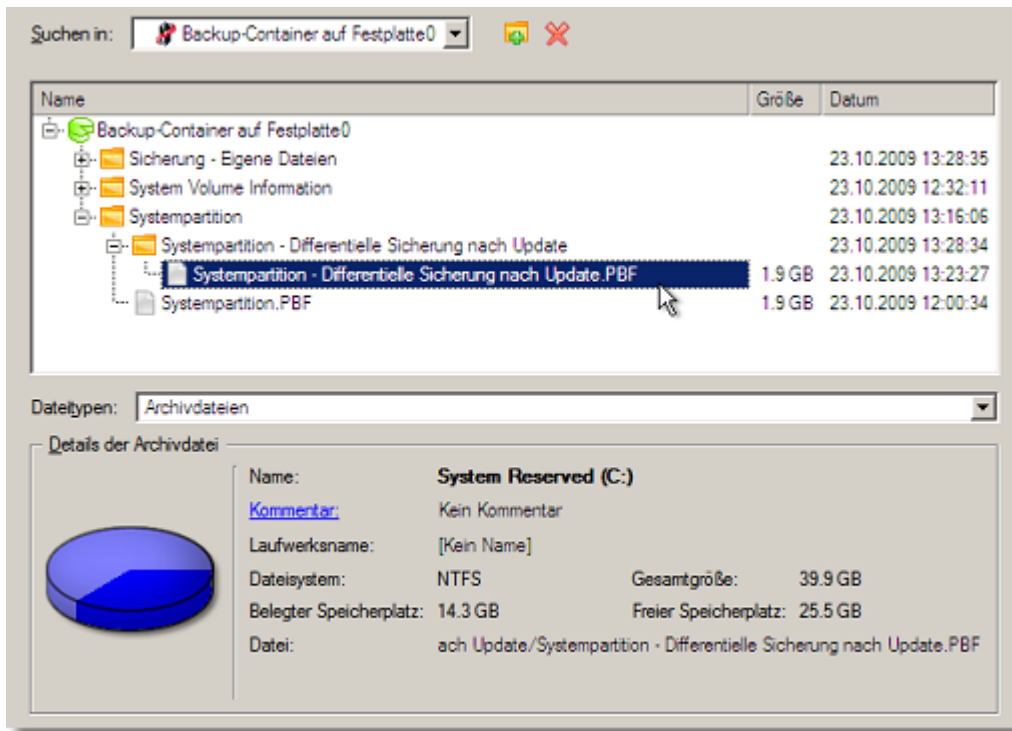 Suchen in: Backup-Container auf Festplatte0
Name Größe Datum
Backup-Container auf Festplatte0
Sicherung - Eigene Dateien 23.10.2009 13:28:35
System Volume Information 23.10.2009 12:32:11
Systempartition 23.10.2009 13:16:06
Systempartition - Differentielle Sicherung nach Update 23.10.2009 13:28:34
Systempartition - Differentielle Sicherung nach Update.PBF 1.9 GB 23.10.2009 13:23:27
Systempartition.PBF 1.9 GB 23.10.2009 12:00:34
Dateitypen: Archivdateien
Details der Archivdatei
Name: System Reserved (C:)
Kommentar: Kein Kommentar
Laufwerksname: [Kein Name]
Dateisystem: NTFS Gesamtgröße: 39.9 GB
Belegter Speicherplatz: 14.3 GB Freier Speicherplatz: 25.5 GB
Datei: ach Update/Systempartition - Differentielle Sicherung nach Update.PBF